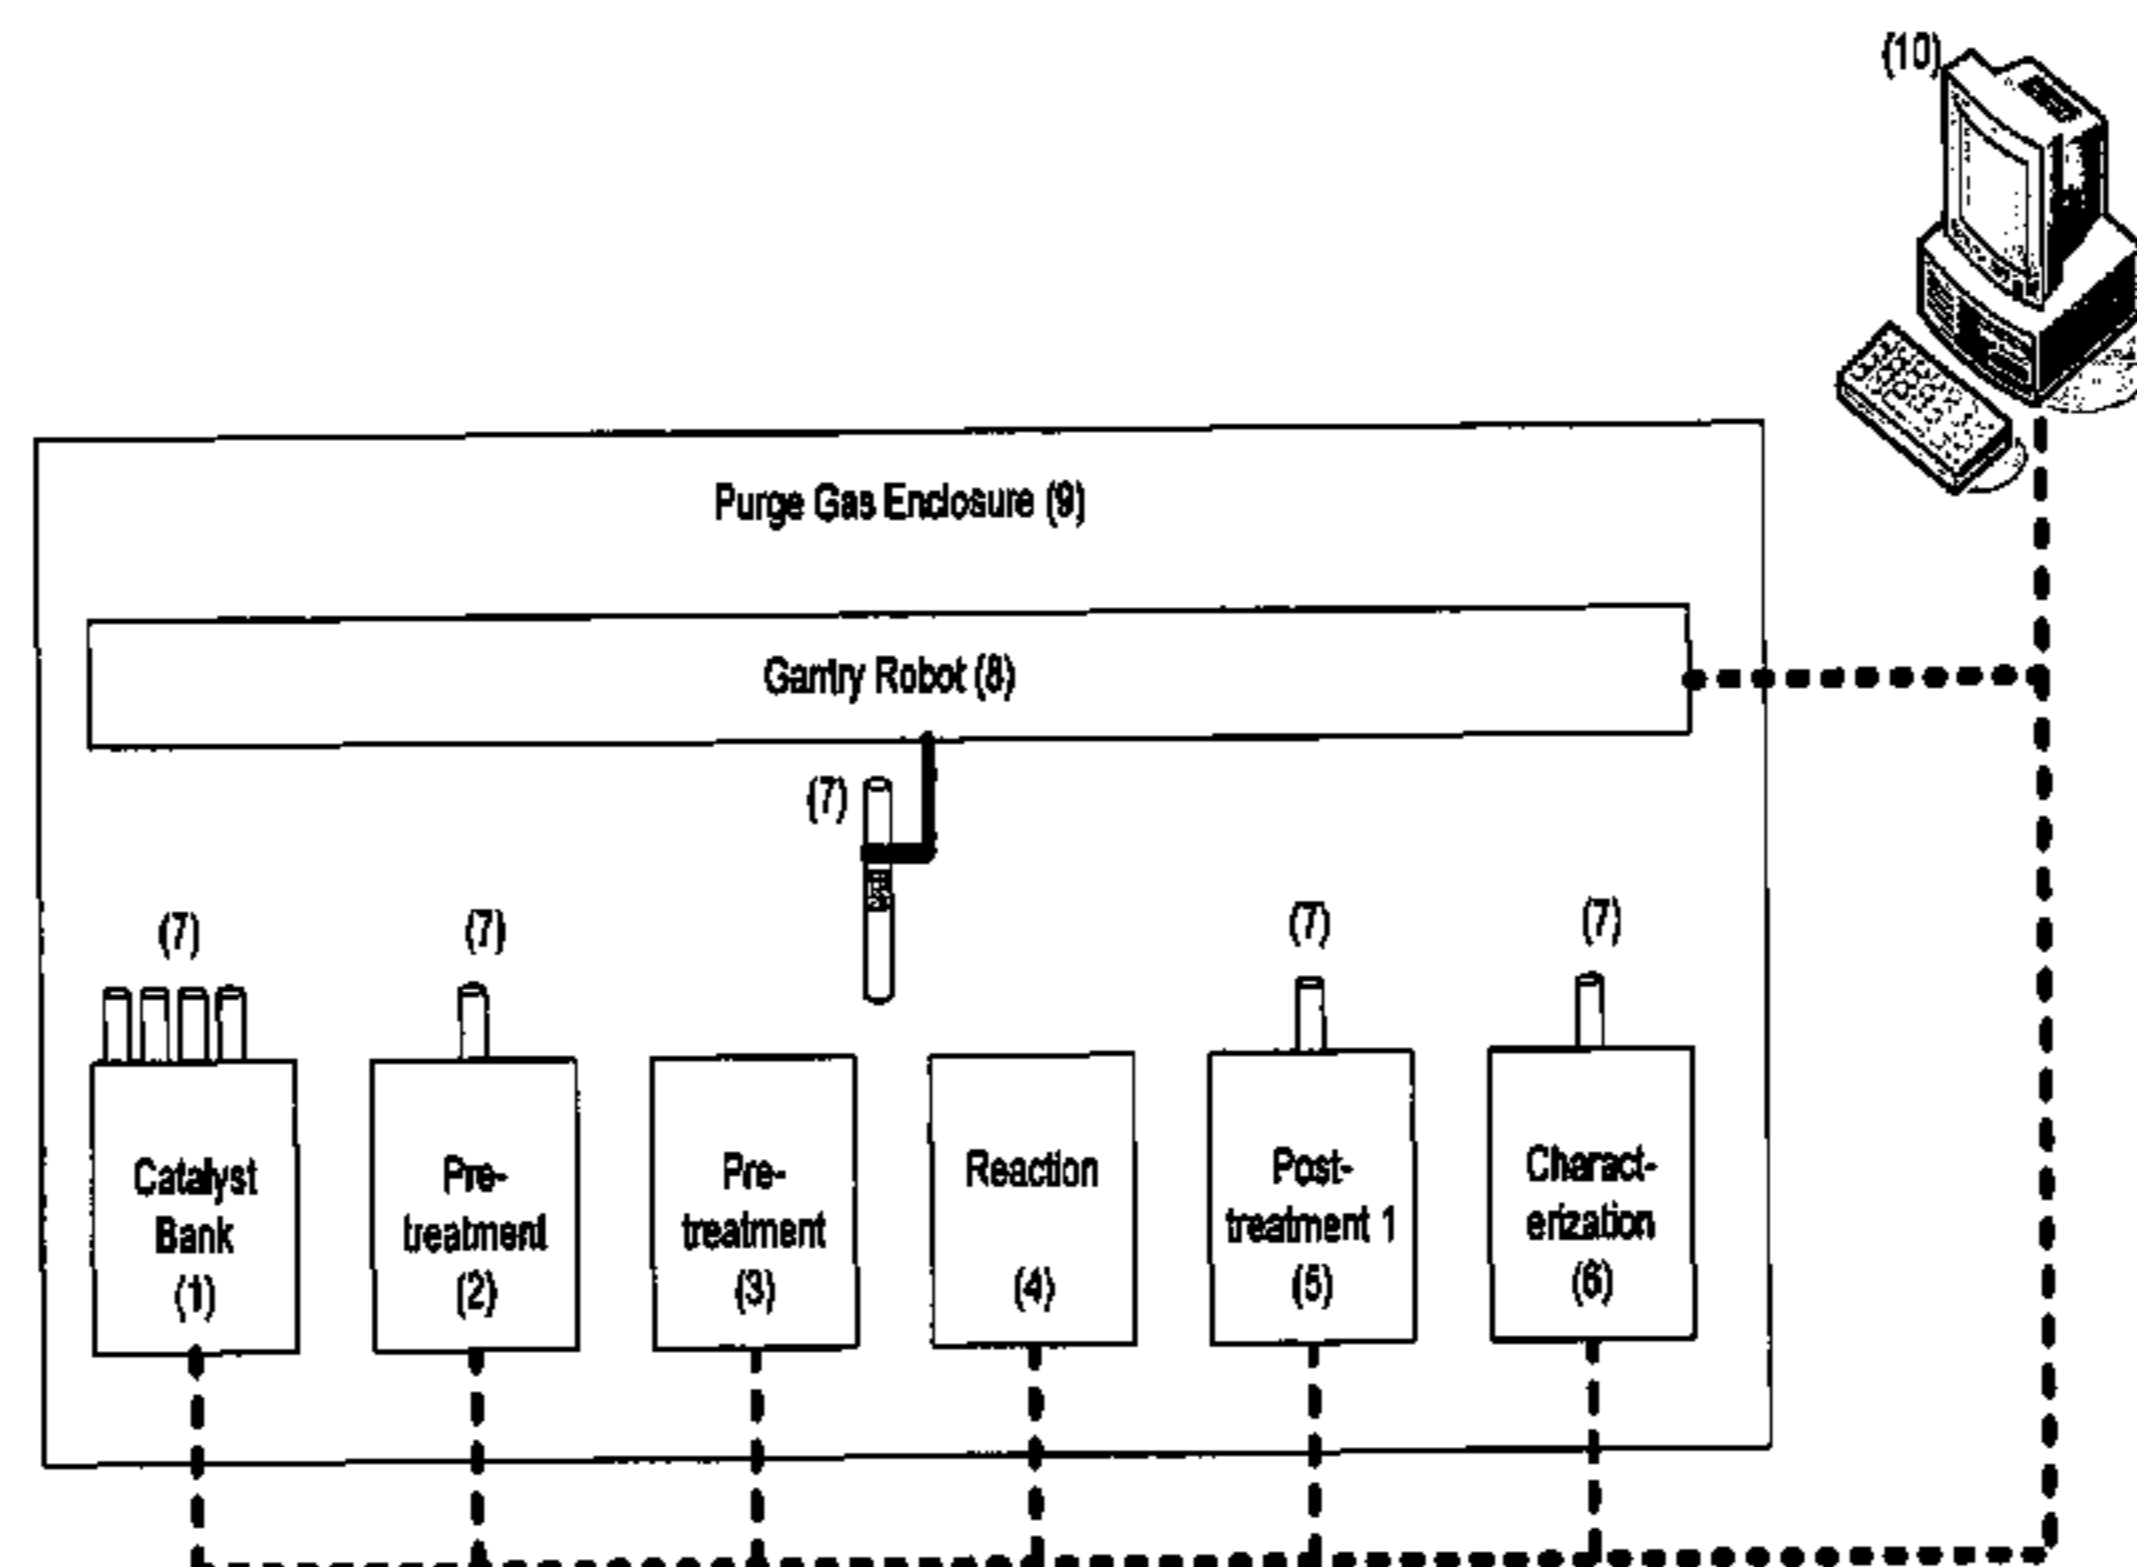 (10)
Purge Gas Enclosure (9)
Gantry Robot (8)
(7)
(7)
(7)
(7)
(7)
Catalyst
Bank
(1)
Pre-
treatment
(2)
Pre-
treatment
(3)
Reaction
(4)
Post-
treatment 1
(5)
Charact-
erization
(6)